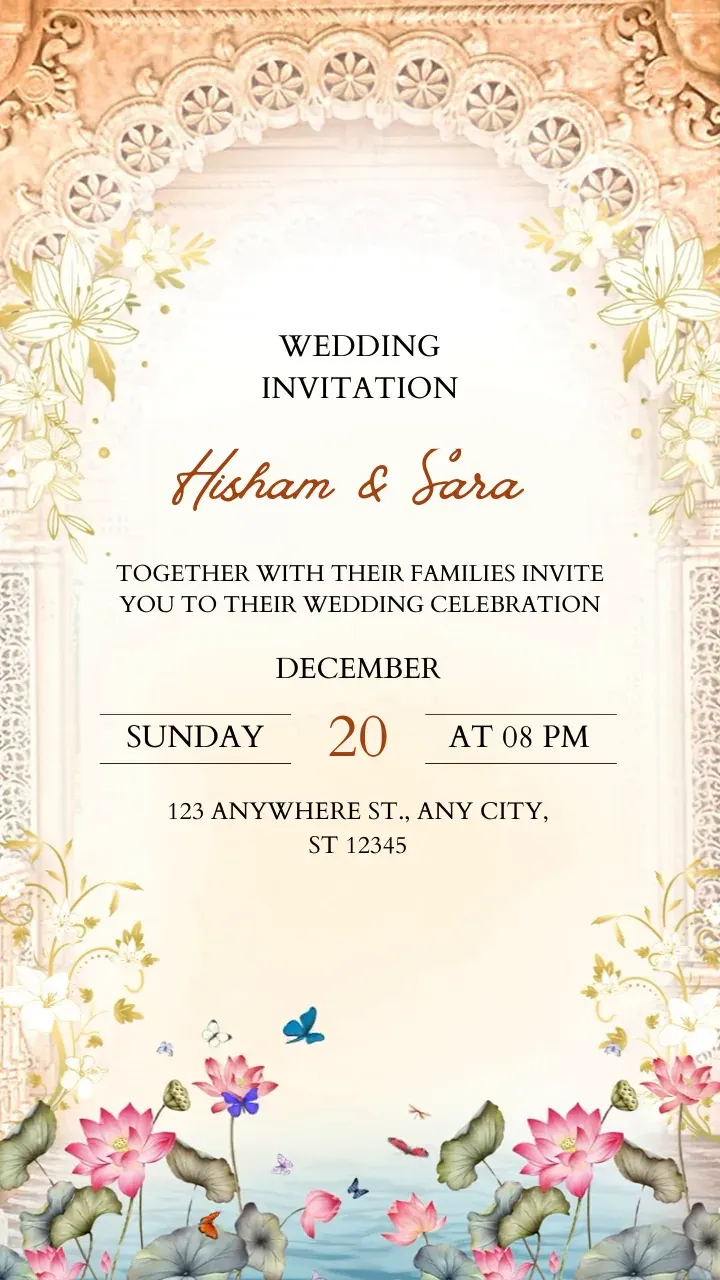 WEDDING
INVITATION
Hisham & Sara
TOGETHER WITH THEIR FAMILIES INVITE
YOU TO THEIR WEDDING CELEBRATION
DECEMBER
SUNDAY 20 AT 08 PM
123 ANYWHERE ST., ANY CITY,
ST 12345